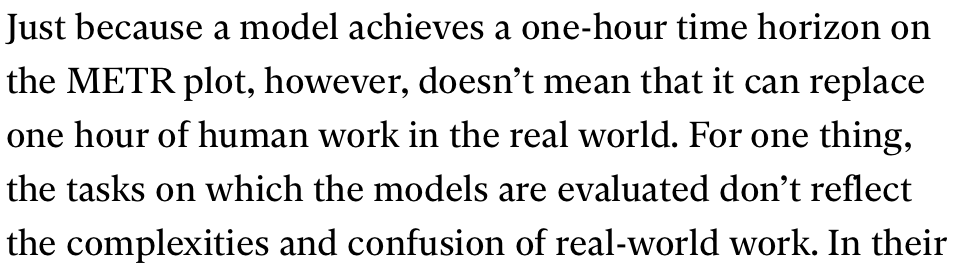 Just because a model achieves a one-hour time horizon on
the METR plot, however, doesn’t mean that it can replace
one hour of human work in the real world. For one thing,
the tasks on which the models are evaluated don’t reflect
the complexities and confusion of real-world work. In their